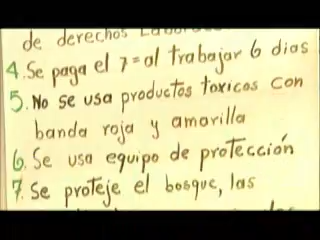 de derechos Laborales
4. Se paga el 7= al trabajar 6 dias
5. No se usa productos toxicos con
banda roja y amarilla
6. Se usa equipo de protección
7. Se proteje el bosque, las